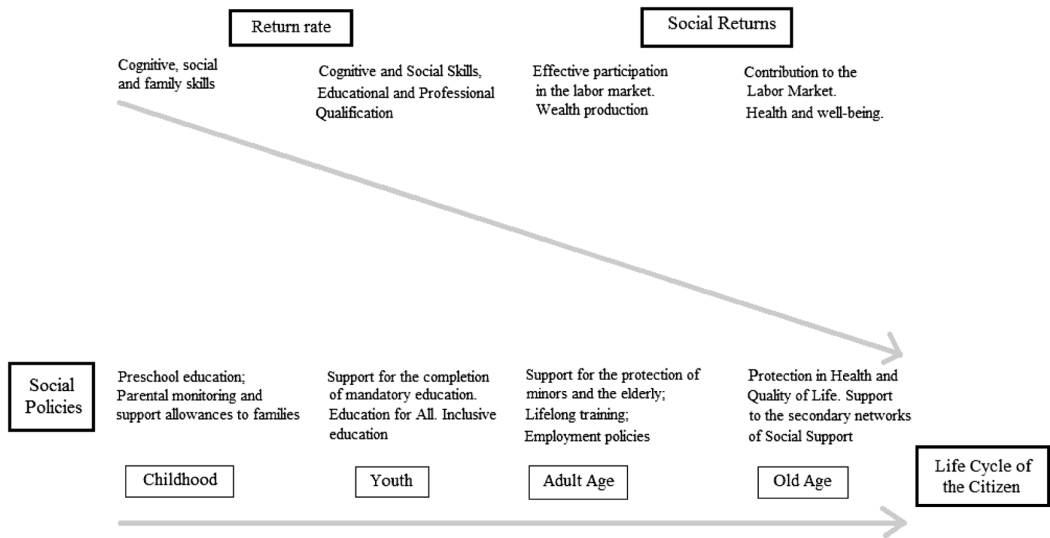 Return rate
Social Returns
Cognitive, social
and family skills
Cognitive and Social Skills,
Educational and Professional
Qualification
Effective participation
in the labor market.
Wealth production
Contribution to the
Labor Market.
Health and well-being.
Social
Policies
Preschool education;
Parental monitoring and
support allowances to families
Support for the completion
of mandatory education.
Education for All. Inclusive
education
Support for the protection of
minors and the elderly;
Lifelong training;
Employment policies
Protection in Health and
Quality of Life. Support
to the secondary networks
of Social Support
Childhood
Youth
Adult Age
Old Age
Life Cycle of
the Citizen